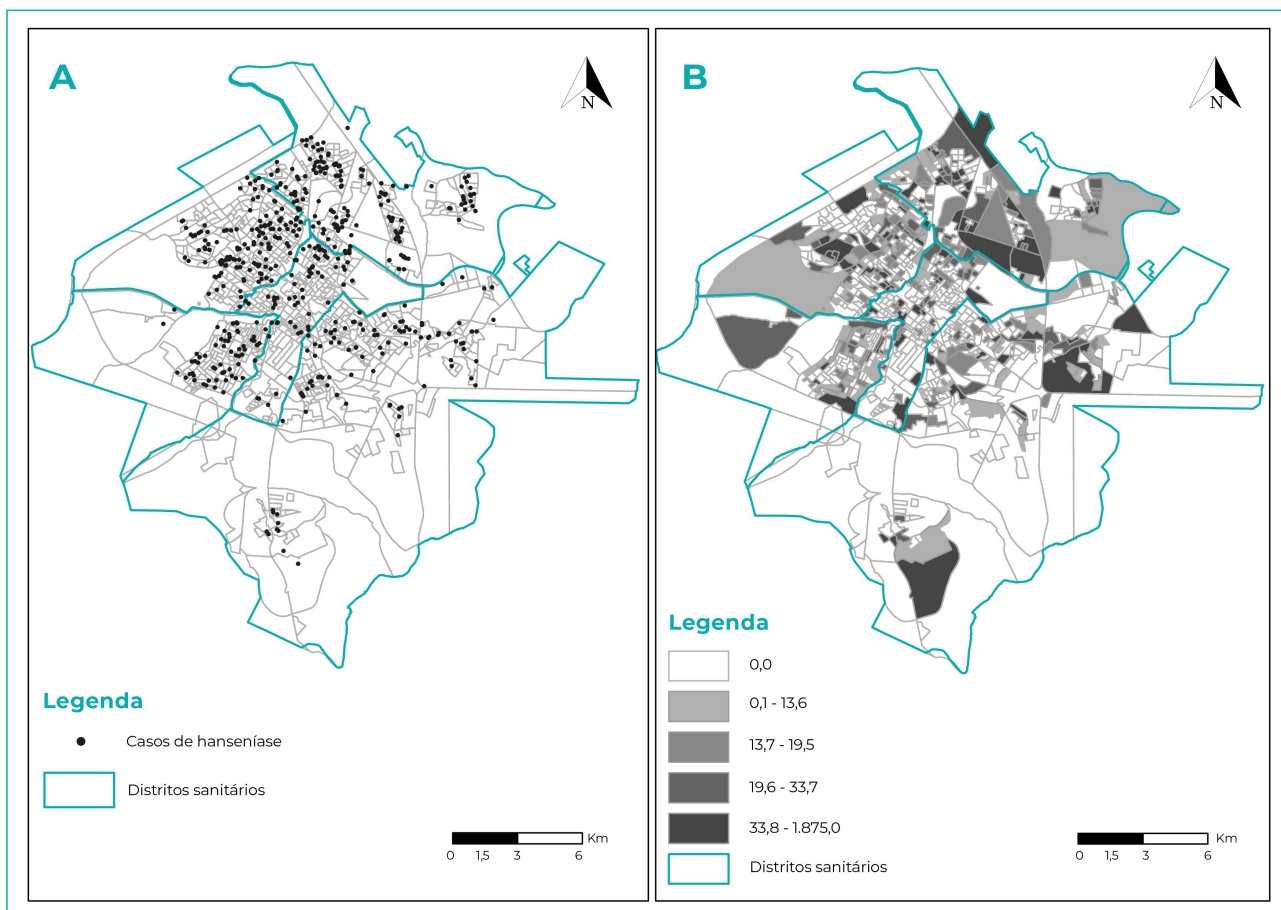 A
N
Legenda
Casos de hanseníase
Distritos sanitários
Km
0 1,5 3 6
B
N
Legenda
0,0
0,1 - 13,6
13,7 - 19,5
19,6 - 33,7
33,8 - 1.875,0
Distritos sanitários
Km
0 1,5 3 6